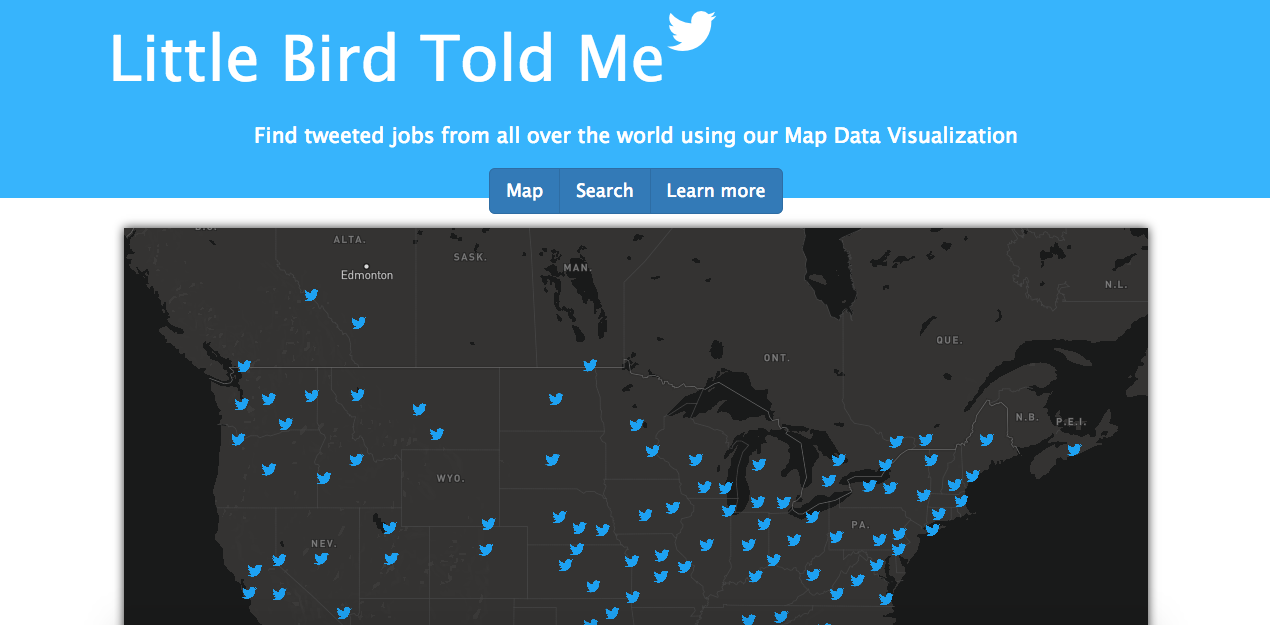 Little Bird Told Me
Find tweeted jobs from all over the world using our Map Data Visualization
Map Search Learn more
B.C.
ALTA.
SASK.
Edmonton
MAN.
N.L.
QUE.
ONT.
N.B.
P.E.I.
WYO.
PA.
NEV.